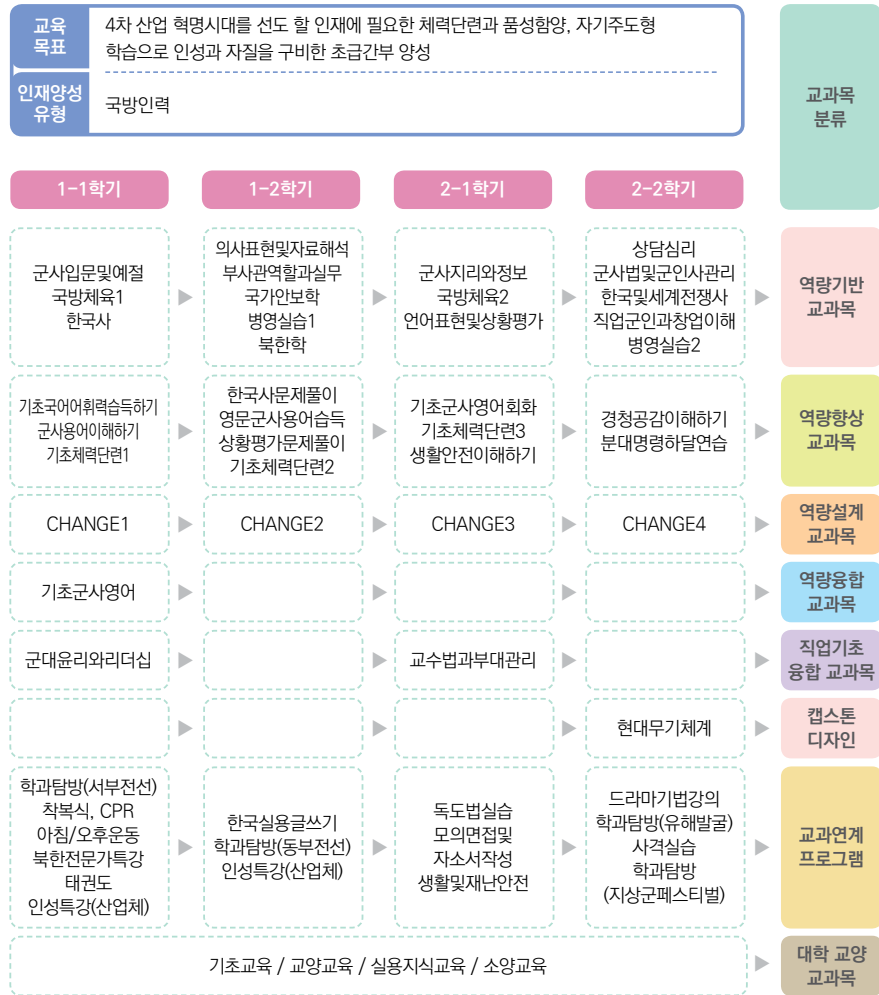 교육
목표
4차 산업 혁명시대를 선도 할 인재에 필요한 체력단련과 품성함양, 자기주도형
학습으로 인성과 자질을 구비한 초급간부 양성
인재양성
유형
국방인력
교과목
분류
1-1학기
1-2학기
2-1학기
2-2학기
군사입문및예절
국방체육1
한국사
의사표현및자료해석
부사관역할과실무
국가안보학
병영실습1
북한학
군사지리와정보
국방체육2
언어표현및상황평가
상담심리
군사법및군인사관리
한국및세계전쟁사
직업군인과창업이해
병영실습2
역량기반
교과목
기초국어어휘력습득하기
군사용어이해하기
기초체력단련1
한국사문제풀이
영문군사용어습득
상황평가문제풀이
기초체력단련2
기초군사영어회화
기초체력단련3
생활안전이해하기
경청공감이해하기
분대명령하달연습
역량향상
교과목
CHANGE1
CHANGE2
CHANGE3
CHANGE4
역량설계
교과목
기초군사영어
역량융합
교과목
군대윤리와리더십
교수법과부대관리
직업기초
융합 교과목
현대무기체계
캡스톤
디자인
학과탐방(서부전선)
착복식, CPR
아침/오후운동
북한전문가특강
태권도
인성특강(산업체)
한국실용글쓰기
학과탐방(동부전선)
인성특강(산업체)
독도법실습
모의면접및
자소서작성
생활및재난안전
드라마기법강의
학과탐방(유해발굴)
사격실습
학과탐방
(지상군페스티벌)
교과연계
프로그램
기초교육 / 교양교육 / 실용지식교육 / 소양교육
대학 교양
교과목